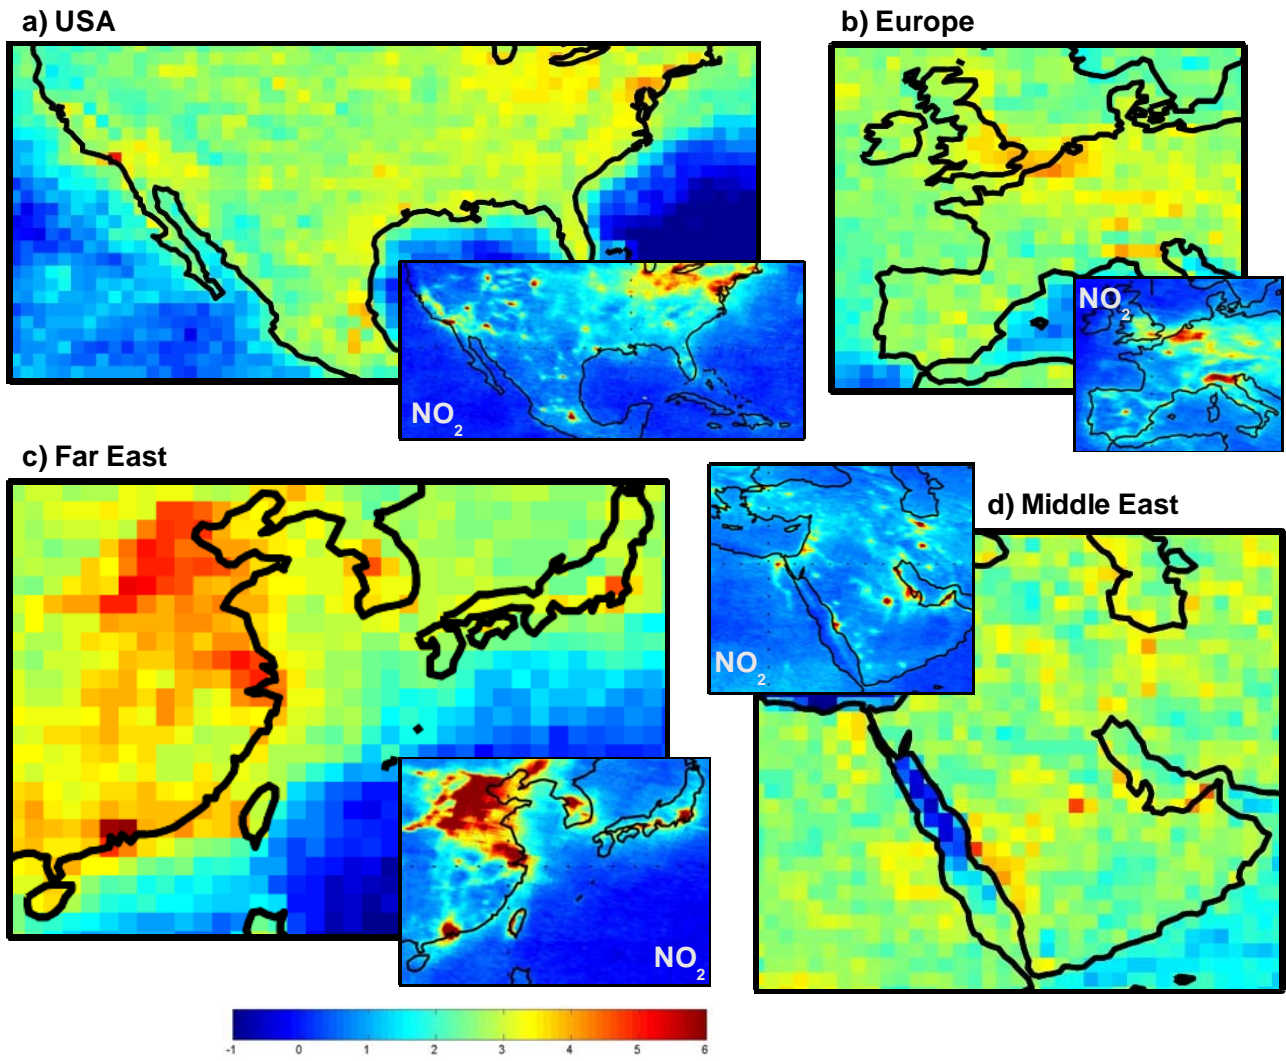 a) USA
b) Europe
NO2
NO2
c) Far East
d) Middle East
NO2
NO2
-1 0 1 2 3 4 5 6